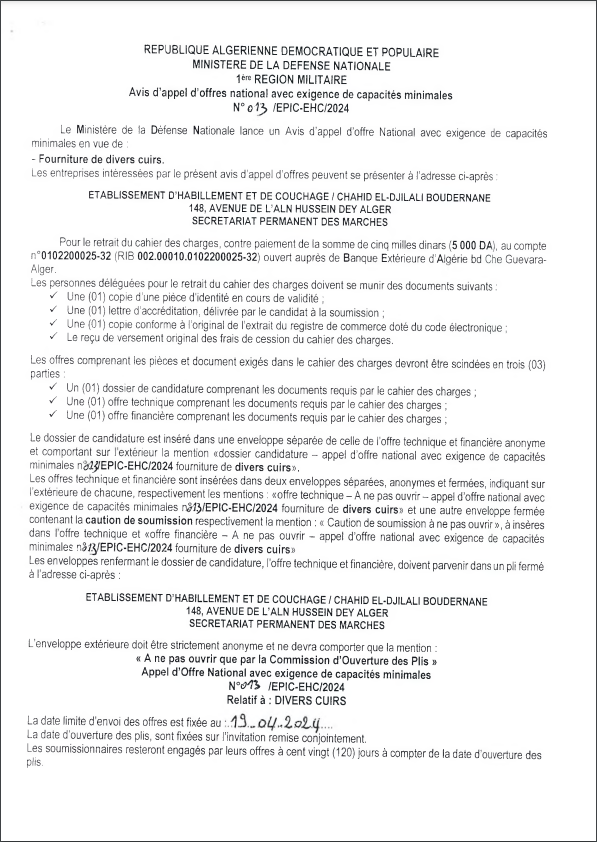 REPUBLIQUE ALGERIENNE DEMOCRATIQUE ET POPULAIRE
MINISTERE DE LA DEFENSE NATIONALE
1ère REGION MILITAIRE
Avis d'appel d'offres national avec exigence de capacités minimales
N° 013 /EPIC-EHC/2024
Le Ministère de la Défense Nationale lance un Avis d'appel d'offre National avec exigence de capacités
minimales en vue de :
- Fourniture de divers cuirs.
Les entreprises intéressées par le présent avis d'appel d'offres peuvent se présenter à l'adresse ci-après :
ETABLISSEMENT D'HABILLEMENT ET DE COUCHAGE / CHAHID EL-DJILALI BOUDERNANE
148, AVENUE DE L'ALN HUSSEIN DEY ALGER
SECRETARIAT PERMANENT DES MARCHES
Pour le retrait du cahier des charges, contre paiement de la somme de cinq milles dinars (5 000 DA), au compte
n°0102200025-32 (RIB 002.00010.0102200025-32) ouvert auprès de Banque Extérieure d'Algérie bd Che Guevara-
Alger.
Les personnes déléguées pour le retrait du cahier des charges doivent se munir des documents suivants :
✓ Une (01) copie d'une pièce d'identité en cours de validité ;
✓ Une (01) lettre d'accréditation, délivrée par le candidat à la soumission ;
✓ Une (01) copie conforme à l'original de l'extrait du registre de commerce doté du code électronique ;
✓ Le reçu de versement original des frais de cession du cahier des charges.
Les offres comprenant les pièces et document exigés dans le cahier des charges devront être scindées en trois (03)
parties :
✓ Un (01) dossier de candidature comprenant les documents requis par le cahier des charges ;
✓ Une (01) offre technique comprenant les documents requis par le cahier des charges ;
✓ Une (01) offre financière comprenant les documents requis par le cahier des charges ;
Le dossier de candidature est inséré dans une enveloppe séparée de celle de l'offre technique et financière anonyme
et comportant sur l'extérieur la mention «dossier candidature – appel d'offre national avec exigence de capacités
minimales n°013/EPIC-EHC/2024 fourniture de divers cuirs».
Les offres technique et financière sont insérées dans deux enveloppes séparées, anonymes et fermées, indiquant sur
l'extérieure de chacune, respectivement les mentions : «offre technique – A ne pas ouvrir – appel d'offre national avec
exigence de capacités minimales n°013/EPIC-EHC/2024 fourniture de divers cuirs» et une autre enveloppe fermée
contenant la caution de soumission respectivement la mention : « Caution de soumission à ne pas ouvrir », à insères
dans l'offre technique et «offre financière – A ne pas ouvrir – appel d'offre national avec exigence de capacités
minimales n°013/EPIC-EHC/2024 fourniture de divers cuirs»
Les enveloppes renfermant le dossier de candidature, l'offre technique et financière, doivent parvenir dans un pli fermé
à l'adresse ci-après :
ETABLISSEMENT D'HABILLEMENT ET DE COUCHAGE / CHAHID EL-DJILALI BOUDERNANE
148, AVENUE DE L'ALN HUSSEIN DEY ALGER
SECRETARIAT PERMANENT DES MARCHES
L'enveloppe extérieure doit être strictement anonyme et ne devra comporter que la mention :
« A ne pas ouvrir que par la Commission d'Ouverture des Plis »
Appel d'Offre National avec exigence de capacités minimales
N°013 /EPIC-EHC/2024
Relatif à : DIVERS CUIRS
La date limite d'envoi des offres est fixée au : 19.04.2024
La date d'ouverture des plis, sont fixées sur l'invitation remise conjointement.
Les soumissionnaires resteront engagés par leurs offres à cent vingt (120) jours à compter de la date d'ouverture des
plis.